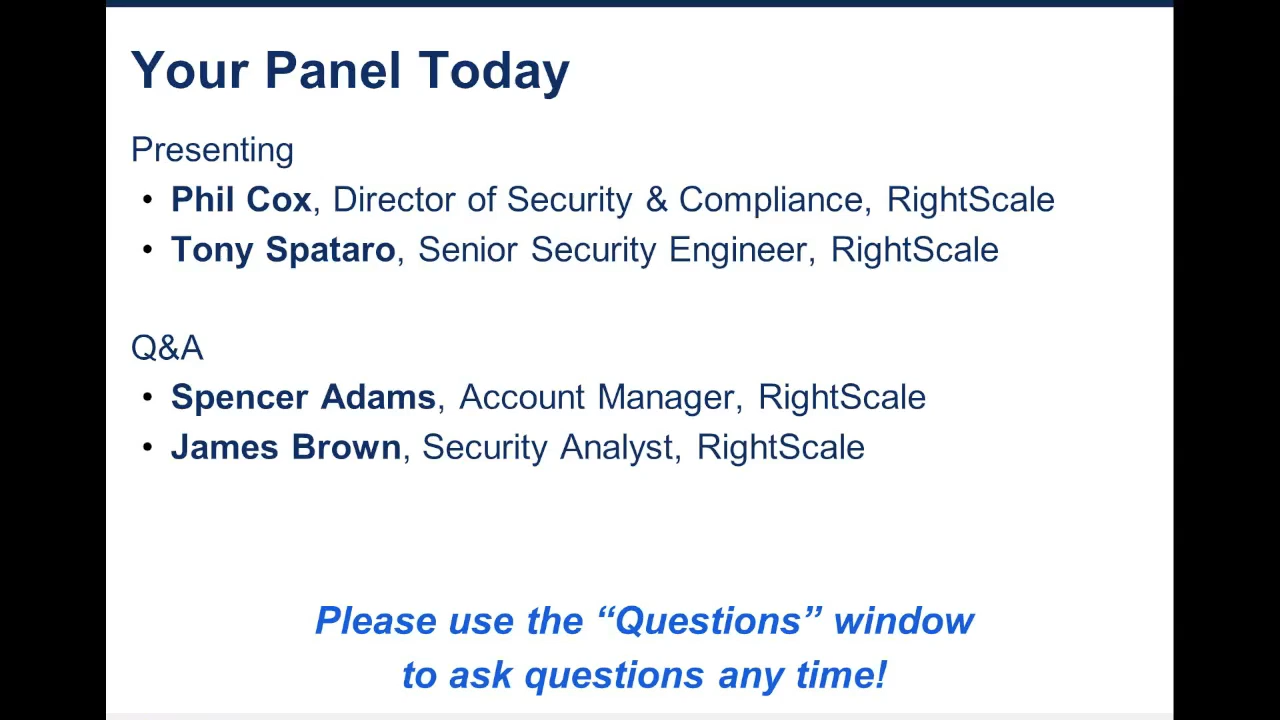 Your Panel Today
Presenting
• Phil Cox, Director of Security & Compliance, RightScale
• Tony Spataro, Senior Security Engineer, RightScale
Q&A
• Spencer Adams, Account Manager, RightScale
• James Brown, Security Analyst, RightScale
Please use the “Questions” window
to ask questions any time!